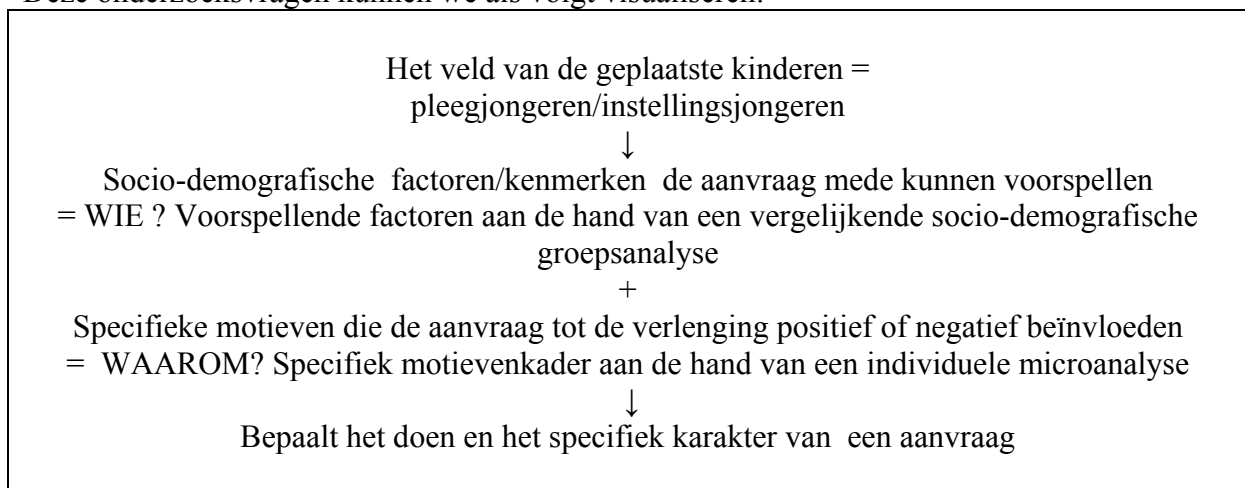 Deze onderzoeksvragen kunnen we als volgt visualiseren:
Het veld van de geplaatste kinderen =
pleegjongeren/instellingsjongeren
↓
Socio-demografische factoren/kenmerken de aanvraag mede kunnen voorspellen
= WIE ? Voorspellende factoren aan de hand van een vergelijkende socio-demografische
groepsanalyse
+
Specifieke motieven die de aanvraag tot de verlenging positief of negatief beïnvloeden
= WAAROM? Specifiek motievenkader aan de hand van een individuele microanalyse
↓
Bepaalt het doen en het specifiek karakter van een aanvraag